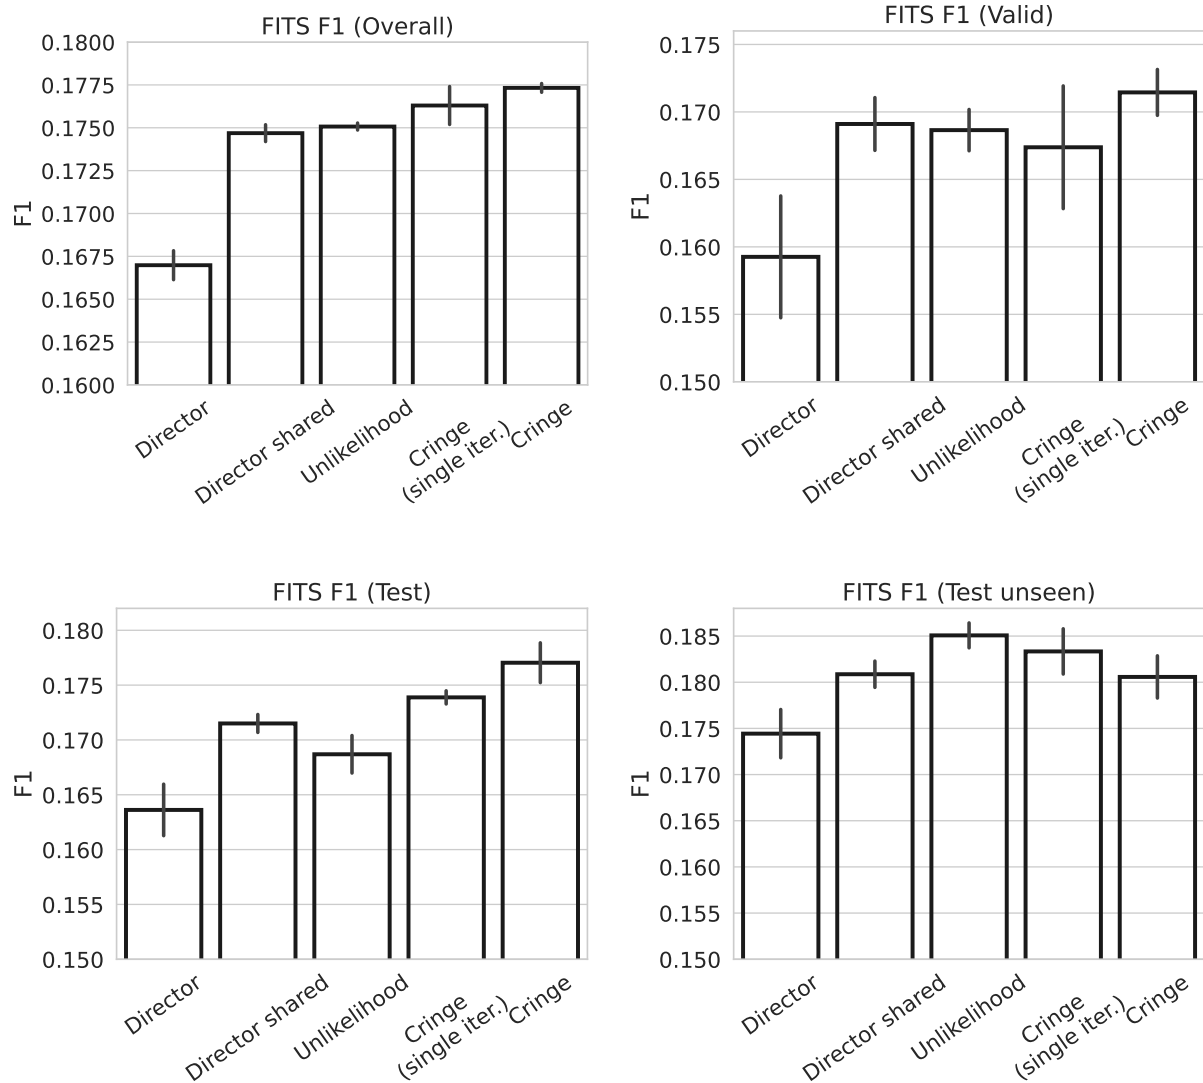 FITS F1 (Overall)
0.1800
0.1775
0.1750
0.1725
0.1700
0.1675
0.1650
0.1625
0.1600
F1
Director
Director shared
Unlikelihood
Cringe
(single iter.)
Cringe
FITS F1 (Valid)
0.175
0.170
0.165
0.160
0.155
0.150
F1
Director
Director shared
Unlikelihood
Cringe
(single iter.)
Cringe
FITS F1 (Test)
0.180
0.175
0.170
0.165
0.160
0.155
0.150
F1
Director
Director shared
Unlikelihood
Cringe
(single iter.)
Cringe
FITS F1 (Test unseen)
0.185
0.180
0.175
0.170
0.165
0.160
0.155
0.150
F1
Director
Director shared
Unlikelihood
Cringe
(single iter.)
Cringe